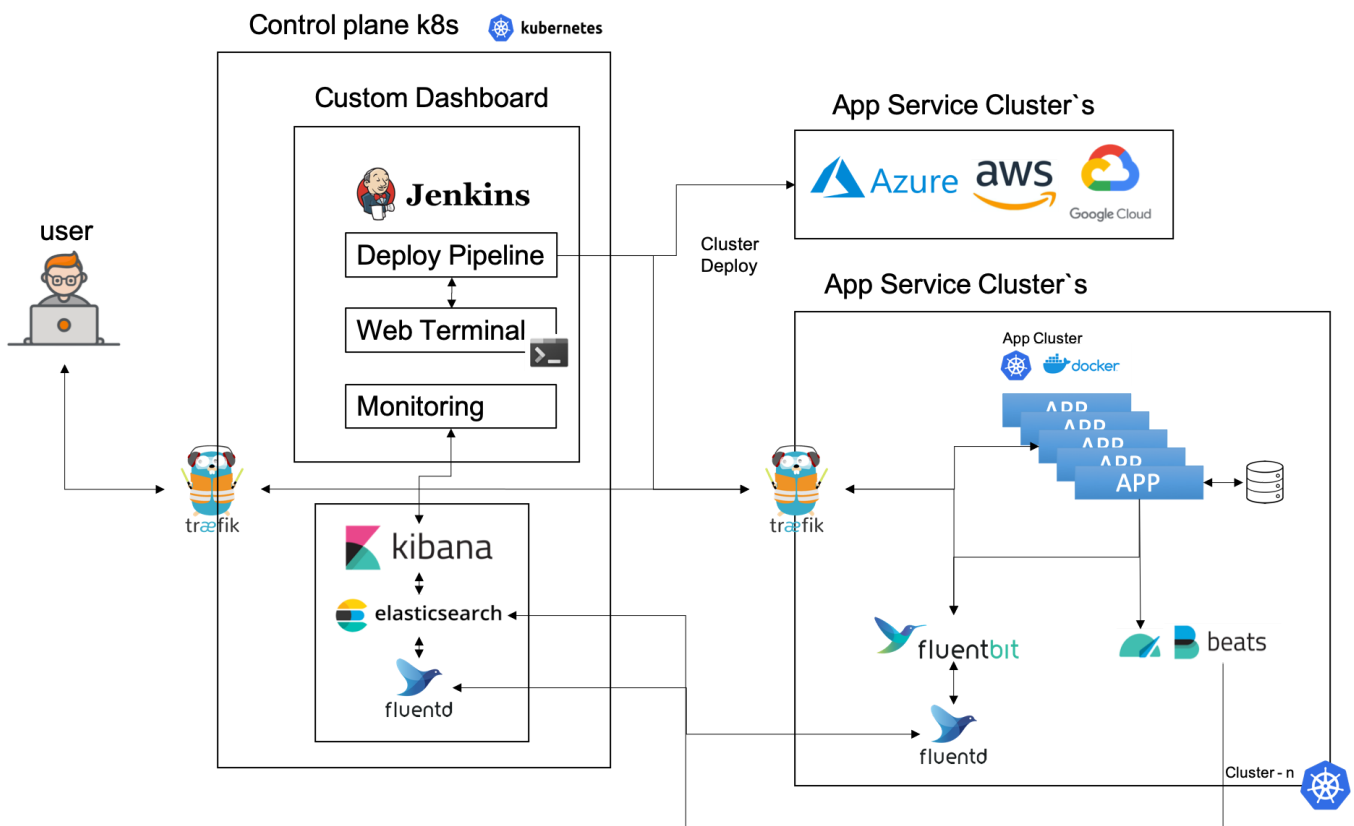 Control plane k8s
kubernetes
Custom Dashboard
Jenkins
Deploy Pipeline
Web Terminal
>_
Monitoring
user
træfik
kibana
elasticsearch
fluentd
Cluster
Deploy
App Service Cluster`s
Azure
aws
Google Cloud
App Service Cluster`s
App Cluster
docker
APP
APP
APP
APP
APP
træfik
fluentbit
beats
fluentd
Cluster - n